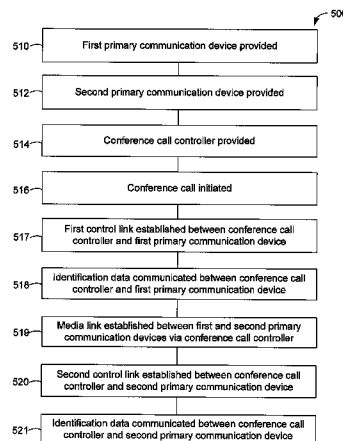 500
510
First primary communication device provided
512
Second primary communication device provided
514
Conference call controller provided
516
Conference call initiated
517
First control link established between conference call
controller and first primary communication device
518
Identification data communicated between conference call
controller and first primary communication device
519
Media link established between first and second primary
communication devices via conference call controller
520
Second control link established between conference call
controller and second primary communication device
521
Identification data communicated between conference call
controller and second primary communication device